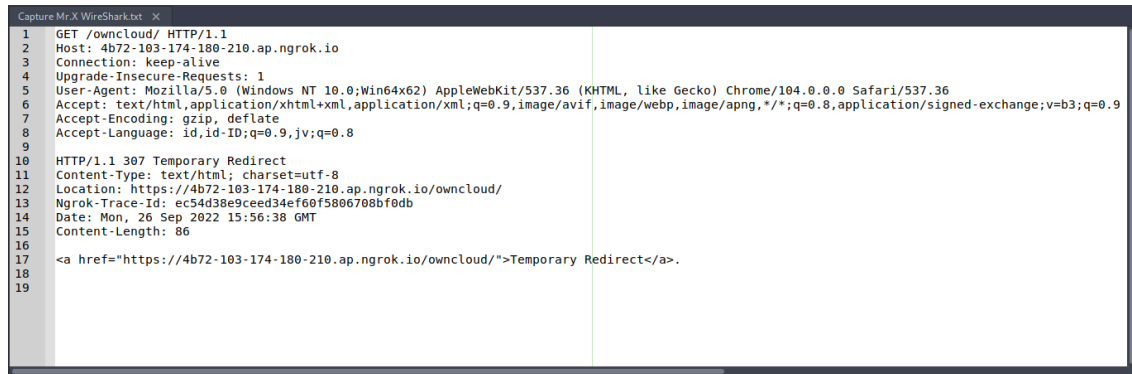 Capture Mr.X WireShark.txt ×
1 GET /owncloud/ HTTP/1.1
2 Host: 4b72-103-174-180-210.ap.ngrok.io
3 Connection: keep-alive
4 Upgrade-Insecure-Requests: 1
5 User-Agent: Mozilla/5.0 (Windows NT 10.0;Win64x62) AppleWebKit/537.36 (KHTML, like Gecko) Chrome/104.0.0.0 Safari/537.36
6 Accept: text/html,application/xhtml+xml,application/xml;q=0.9,image/avif,image/webp,image/apng,*/*;q=0.8,application/signed-exchange;v=b3;q=0.9
7 Accept-Encoding: gzip, deflate
8 Accept-Language: id,id-ID;q=0.9,jv;q=0.8
9
10 HTTP/1.1 307 Temporary Redirect
11 Content-Type: text/html; charset=utf-8
12 Location: https://4b72-103-174-180-210.ap.ngrok.io/owncloud/
13 Ngrok-Trace-Id: ec54d38e9ceed34ef60f5806708bf0db
14 Date: Mon, 26 Sep 2022 15:56:38 GMT
15 Content-Length: 86
16
17 <a href="https://4b72-103-174-180-210.ap.ngrok.io/owncloud/">Temporary Redirect</a>.
18
19